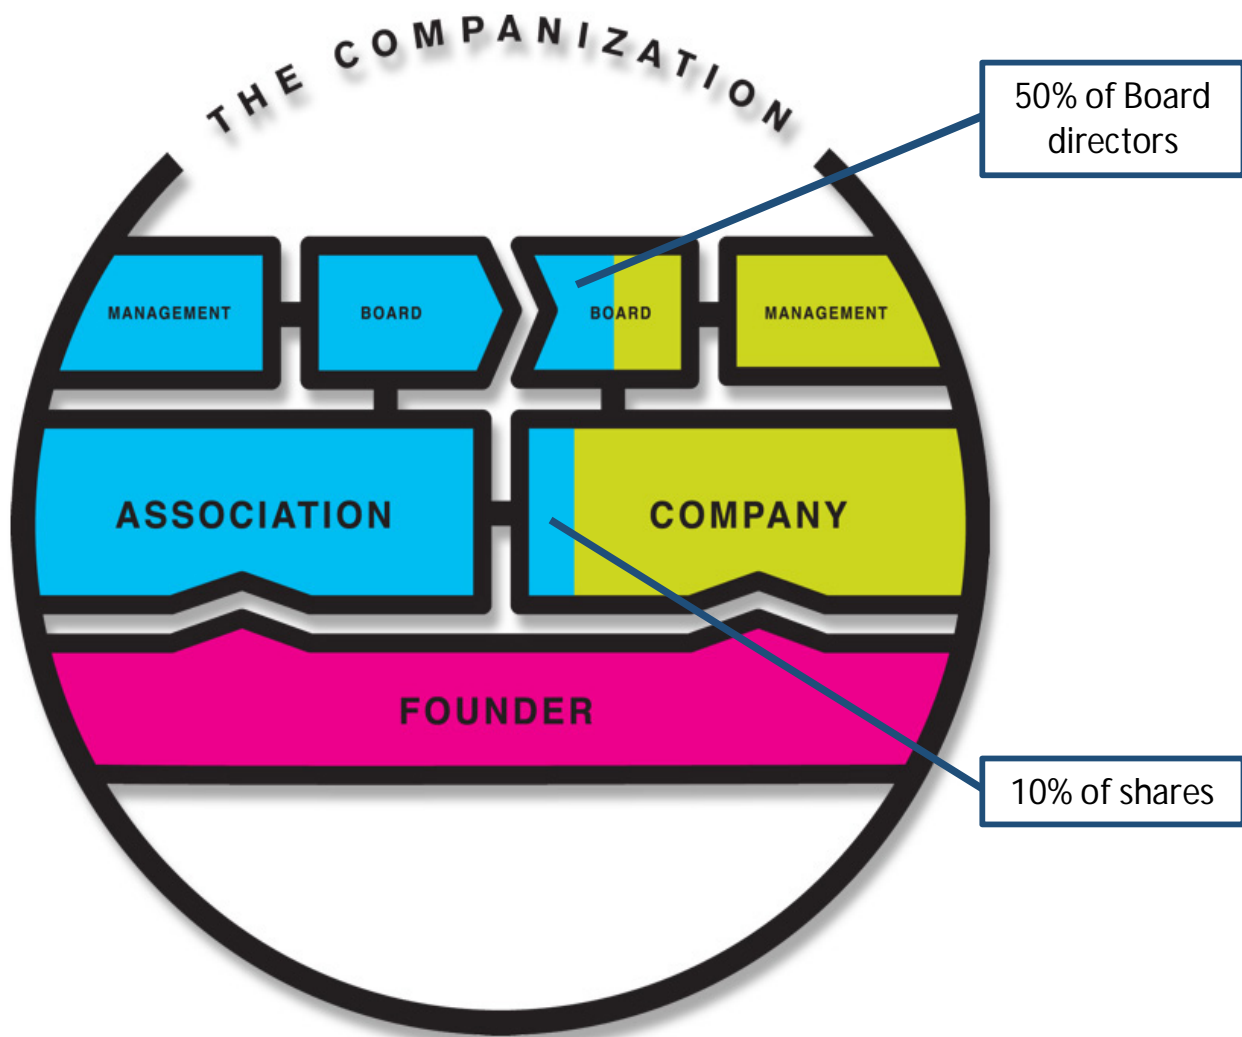 THE COMPANIZATION
50% of Board
directors
MANAGEMENT
BOARD
BOARD
MANAGEMENT
ASSOCIATION
COMPANY
FOUNDER
10% of shares